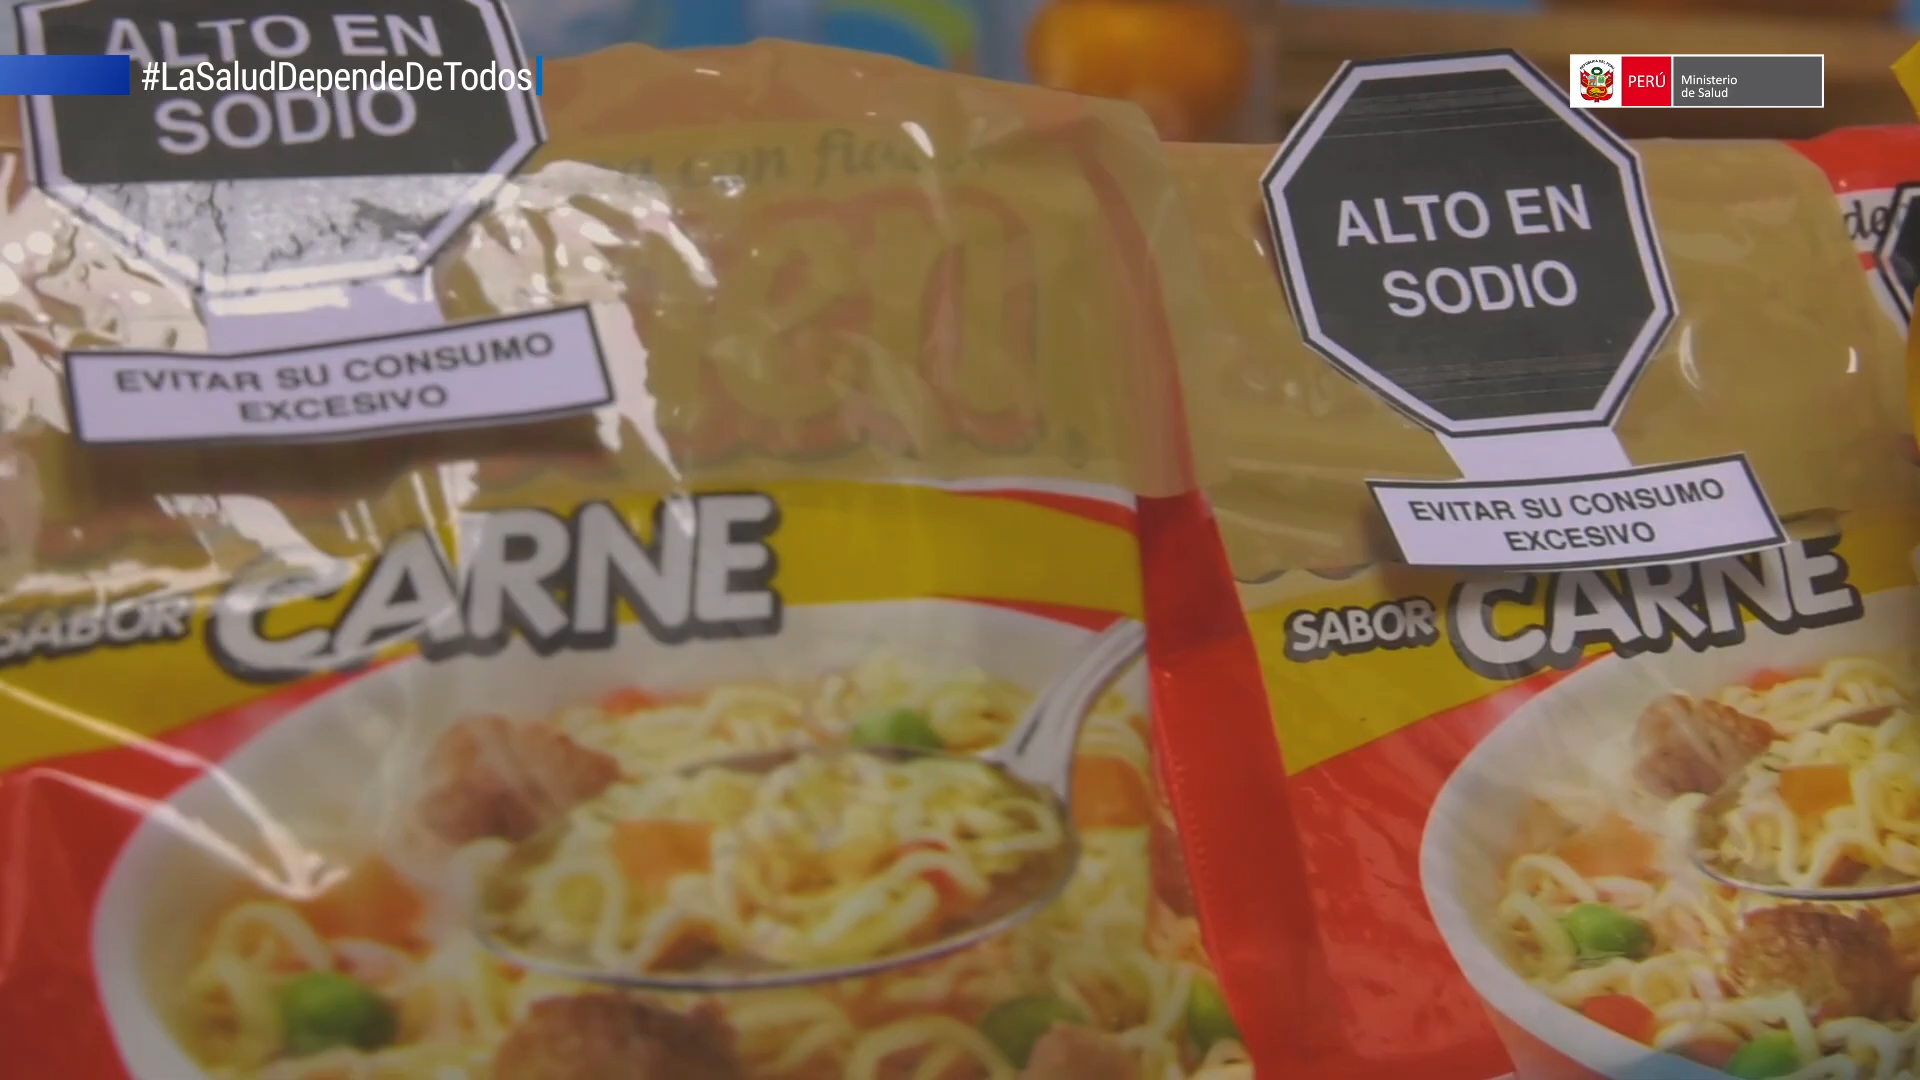 ALTO EN
SODIO
#LaSaludDependeDeTodos
EVITAR SU CONSUMO
EXCESIVO
SABOR CARNE
PERÚ
Ministerio
de Salud
ALTO EN
SODIO
EVITAR SU CONSUMO
EXCESIVO
SABOR CARNE
de